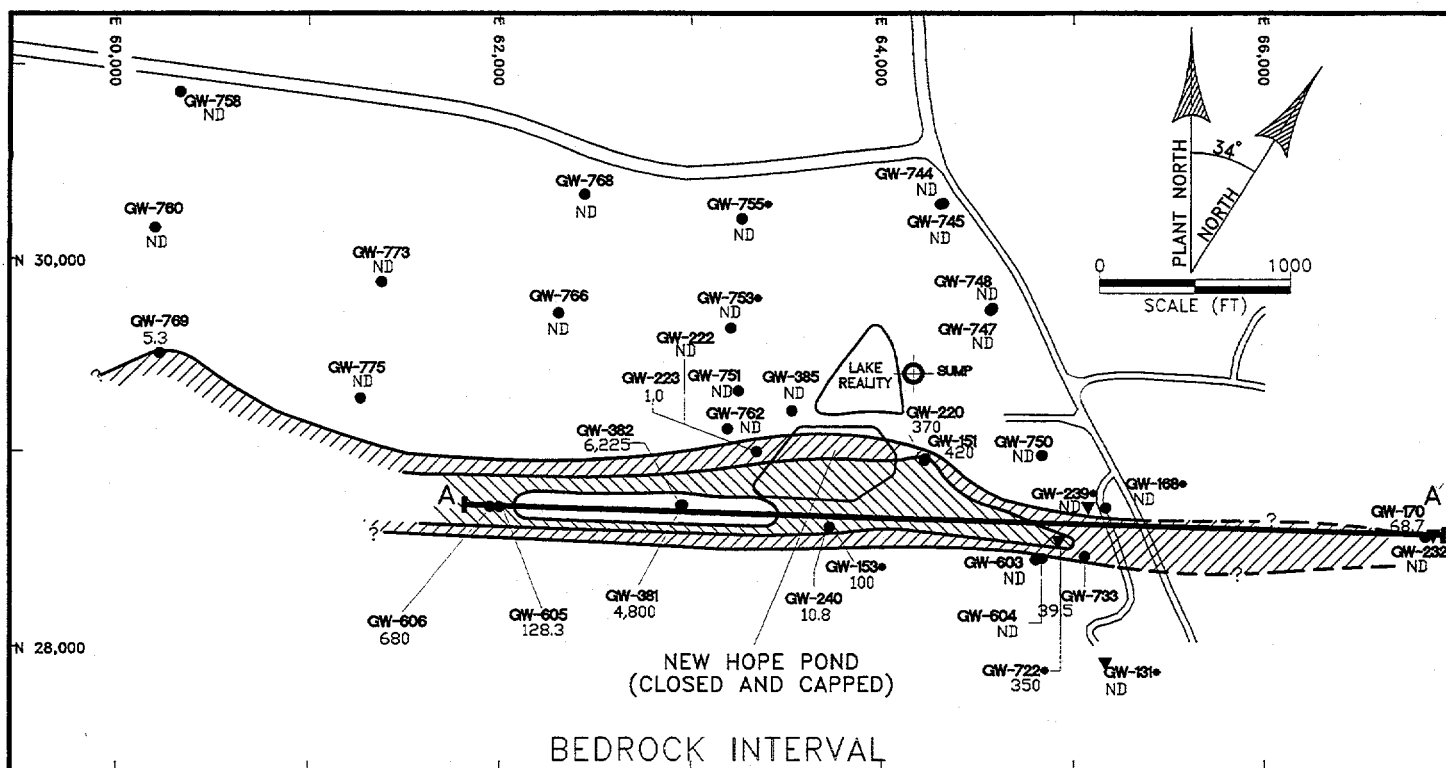 E 60,000
E 62,000
E 64,000
E 66,000
GW-758
ND
GW-768
ND
GW-744
ND
GW-745
ND
PLANT NORTH
34°
NORTH
GW-760
ND
GW-755•
ND
N 30,000
GW-773
ND
0
1000
SCALE (FT)
GW-766
ND
GW-753•
ND
GW-748
ND
GW-747
ND
GW-769
5.3
GW-222
ND
LAKE
REALITY
SUMP
?
GW-775
ND
GW-223
1.0
GW-751
ND
GW-385
ND
GW-762
ND
GW-220
370
GW-382
6,225
GW-151
420
GW-750
ND
A
GW-239•
ND
GW-168•
ND
A'
?
?
GW-170
68.7
GW-232
ND
GW-153•
100
GW-603
ND
?
GW-606
680
GW-605
128.3
GW-381
4,800
GW-240
10.8
GW-733
39.5
GW-604
ND
N 28,000
NEW HOPE POND
(CLOSED AND CAPPED)
GW-722•
350
GW-131•
ND
BEDROCK INTERVAL